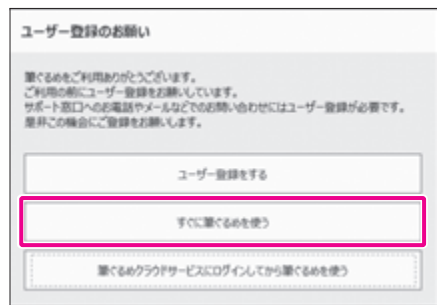 ユーザー登録のお願い
筆ぐるめをご利用ありがとうございます。
ご利用の前にユーザー登録をお願いしています。
サポート窓口へのお電話やメールなどでのお問い合わせにはユーザー登録が必要です。
是非この機会にご登録をお願いします。
ユーザー登録をする
すぐに筆ぐるめを使う
筆ぐるめクラウドサービスにログインしてから筆ぐるめを使う